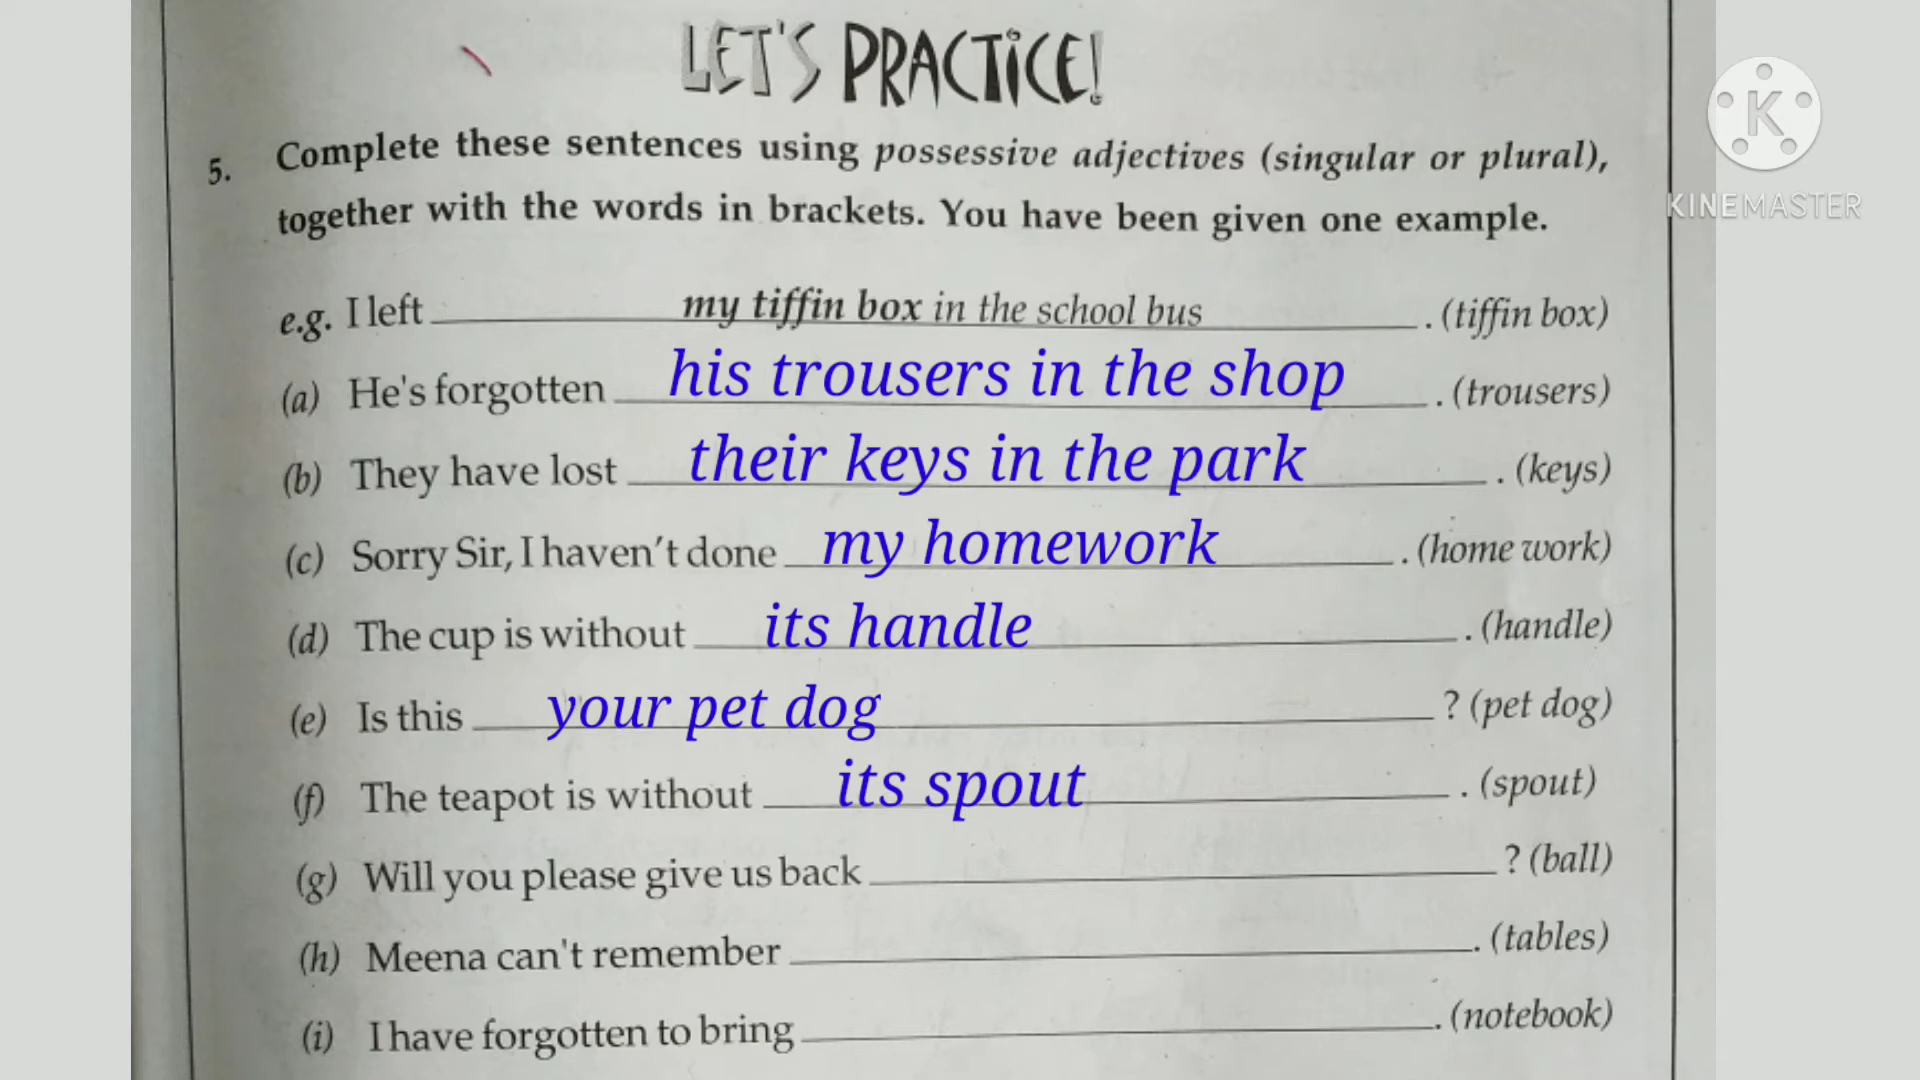 LET'S PRACTICE!
K
KINEMASTER
5. Complete these sentences using possessive adjectives (singular or plural),
together with the words in brackets. You have been given one example.
e.g. I left my tiffin box in the school bus . (tiffin box)
(a) He's forgotten his trousers in the shop . (trousers)
(b) They have lost their keys in the park . (keys)
(c) Sorry Sir, I haven't done my homework . (home work)
(d) The cup is without its handle . (handle)
(e) Is this your pet dog ? (pet dog)
(f) The teapot is without its spout . (spout)
(g) Will you please give us back ? (ball)
(h) Meena can't remember . (tables)
(i) I have forgotten to bring . (notebook)